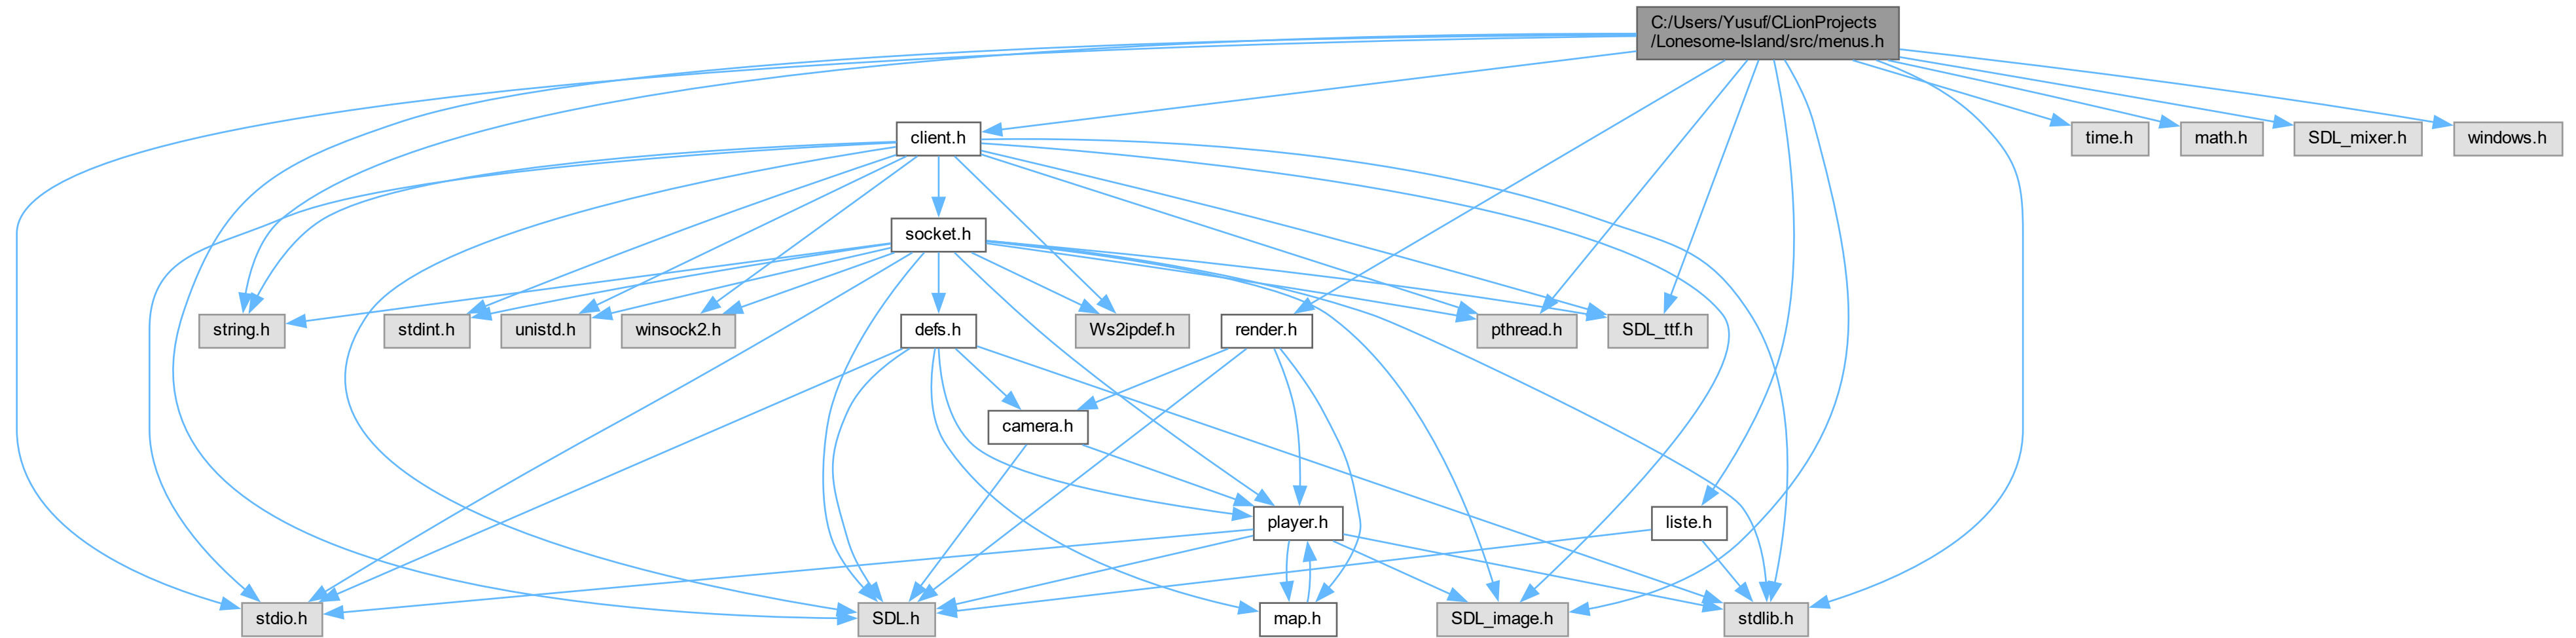 C:/Users/Yusuf/CLionProjects
/Lonesome-Island/src/menus.h
client.h
time.h
math.h
SDL_mixer.h
windows.h
socket.h
string.h
stdint.h
unistd.h
winsock2.h
defs.h
Ws2ipdef.h
render.h
pthread.h
SDL_ttf.h
camera.h
player.h
liste.h
stdio.h
SDL.h
map.h
SDL_image.h
stdlib.h